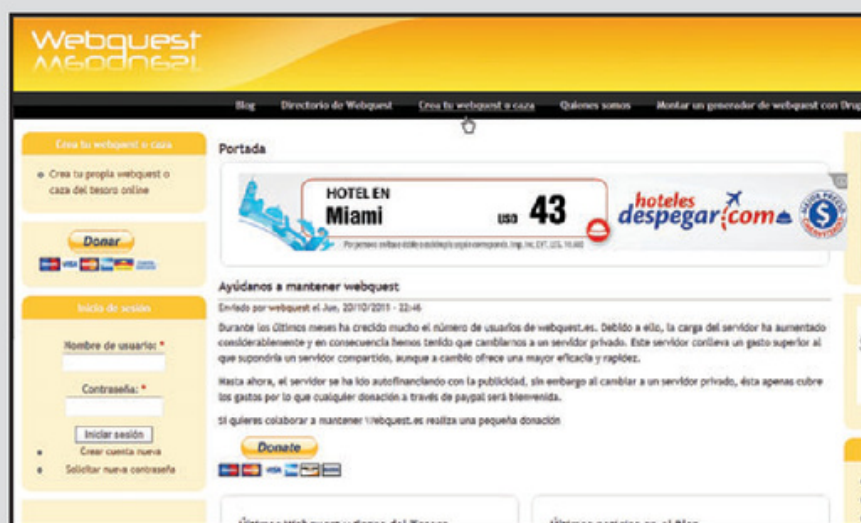 Webquest
Blog Directorio de Webquest Crea tu webquest o caza Quienes somos Montar un generador de webquest con Drup
Crea tu webquest o caza
Crea tu propia webquest o
caza del tesoro online
Donar
VISA
Inicio de sesión
Nombre de usuario: *
Contraseña: *
Iniciar sesión
Crear cuenta nueva
Solicitar nueva contraseña
Portada
HOTEL EN
Miami
USD 43
hoteles
despegar.com
MEJOR PRECIO
Ayúdanos a mantener webquest
Enviado por webquest el Jue, 20/10/2011 - 22:46
Durante los últimos meses ha crecido mucho el número de usuarios de webquest.es. Debido a ello, la carga del servidor ha aumentado
considerablemente y en consecuencia hemos tenido que cambiarnos a un servidor privado. Este servidor conlleva un gasto superior al
que supondría un servidor compartido, aunque a cambio ofrece una mayor eficacia y rapidez.
Hasta ahora, el servidor se ha ido autofinanciando con la publicidad, sin embargo al cambiar a un servidor privado, ésta apenas cubre
los gastos por lo que cualquier donación a través de paypal será bienvenida.
Si quieres colaborar a mantener Webquest.es realiza una pequeña donación
Donate
VISA